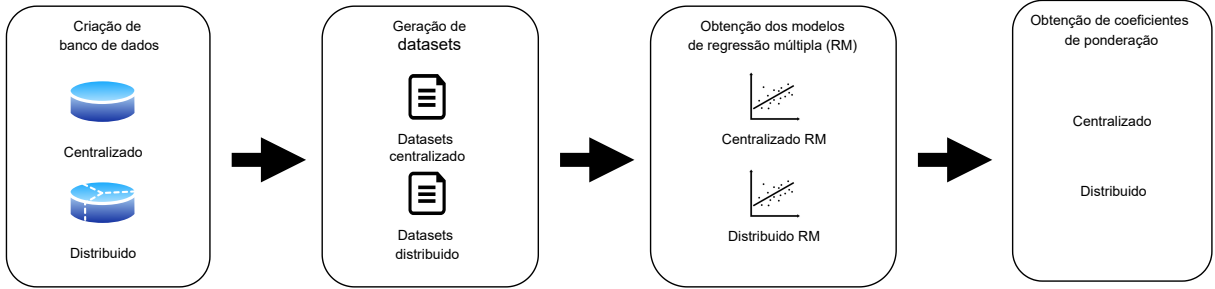 Criação de
banco de dados
Centralizado
Distribuido
Geração de
datasets
Datasets
centralizado
Datasets
distribuido
Obtenção dos modelos
de regressão múltipla (RM)
Centralizado RM
Distribuido RM
Obtenção de coeficientes
de ponderação
Centralizado
Distribuido